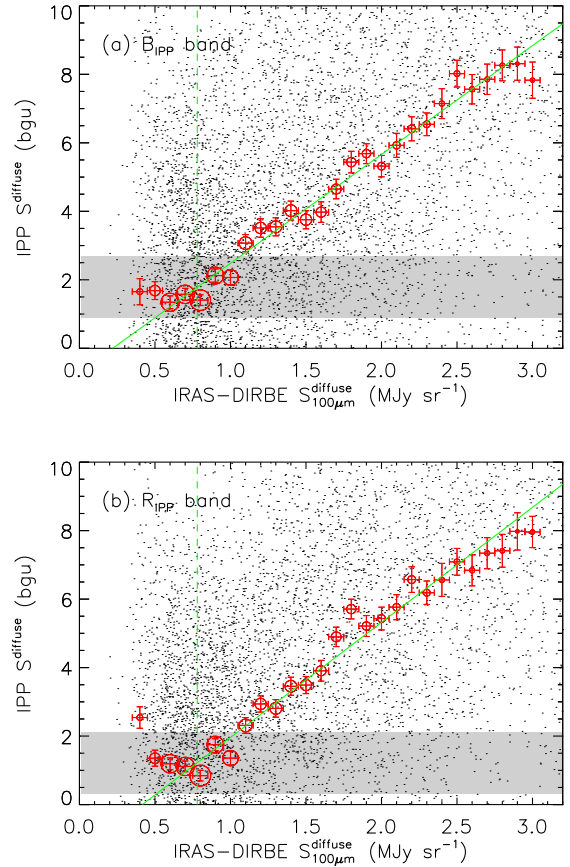 (a) B_IPP band
10
8
6
4
2
0
IPP S^diffuse (bgu)
0.0 0.5 1.0 1.5 2.0 2.5 3.0
IRAS−DIRBE S^diffuse_100μm (MJy sr⁻¹)
(b) R_IPP band
10
8
6
4
2
0
IPP S^diffuse (bgu)
0.0 0.5 1.0 1.5 2.0 2.5 3.0
IRAS−DIRBE S^diffuse_100μm (MJy sr⁻¹)